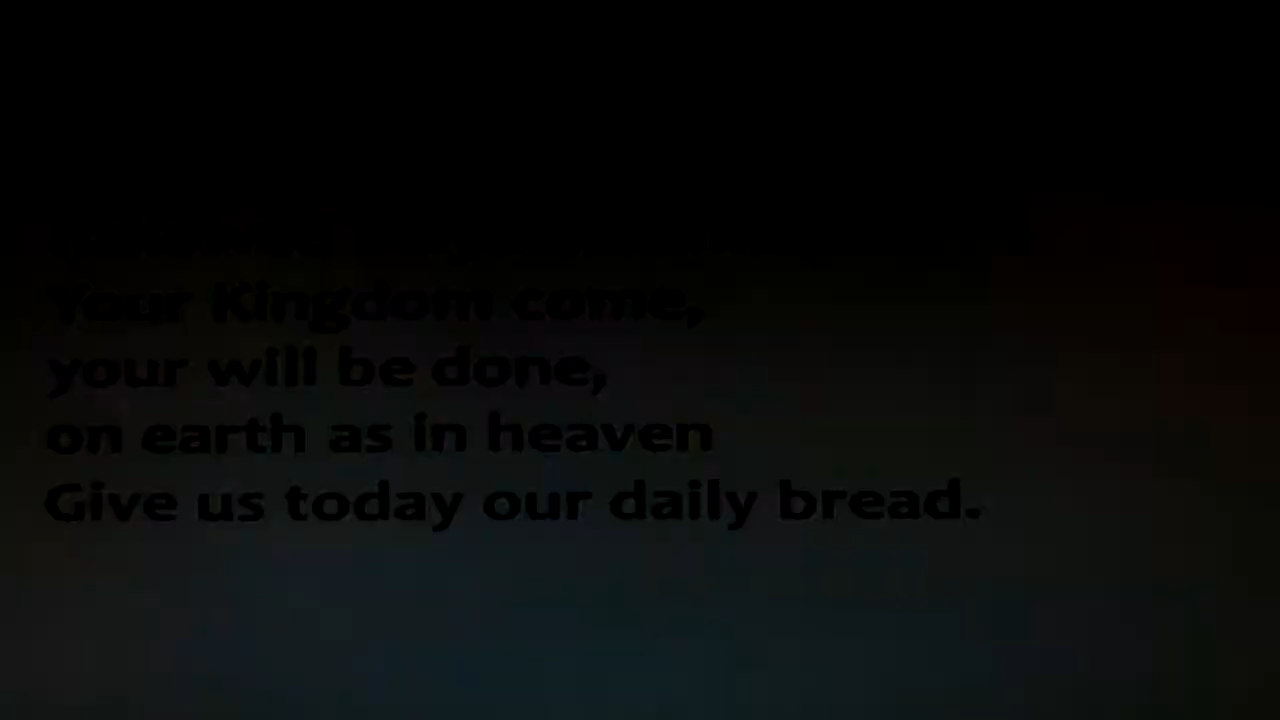 Your Kingdom come,
your will be done,
on earth as in heaven
Give us today our daily bread.